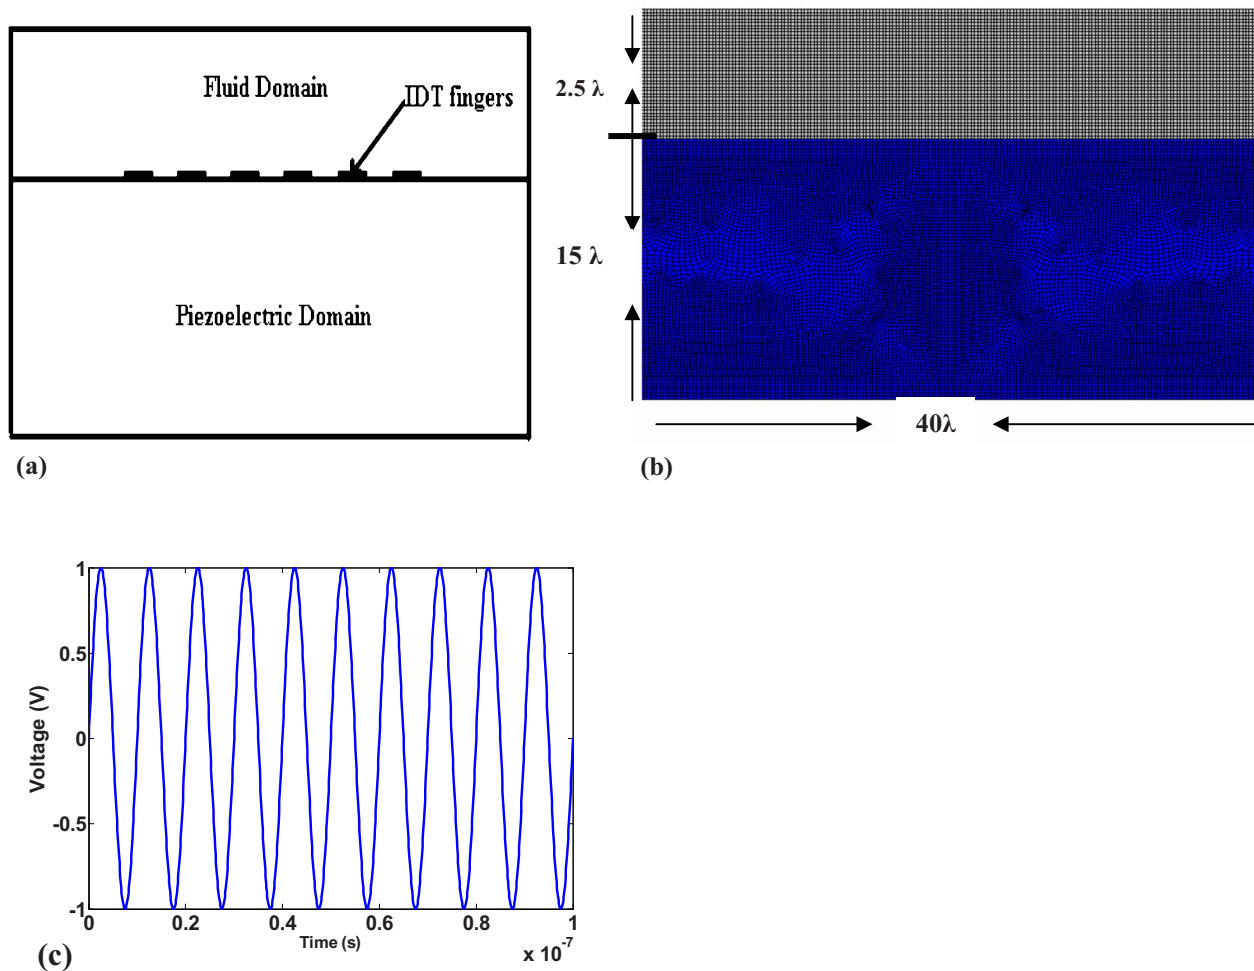 Fluid Domain
IDT fingers
Piezoelectric Domain
(a)
2.5 λ
15 λ
40λ
(b)
Voltage (V)
1
0.5
0
-0.5
-1
0
0.2
0.4
0.6
0.8
1
Time (s)
x 10-7
(c)